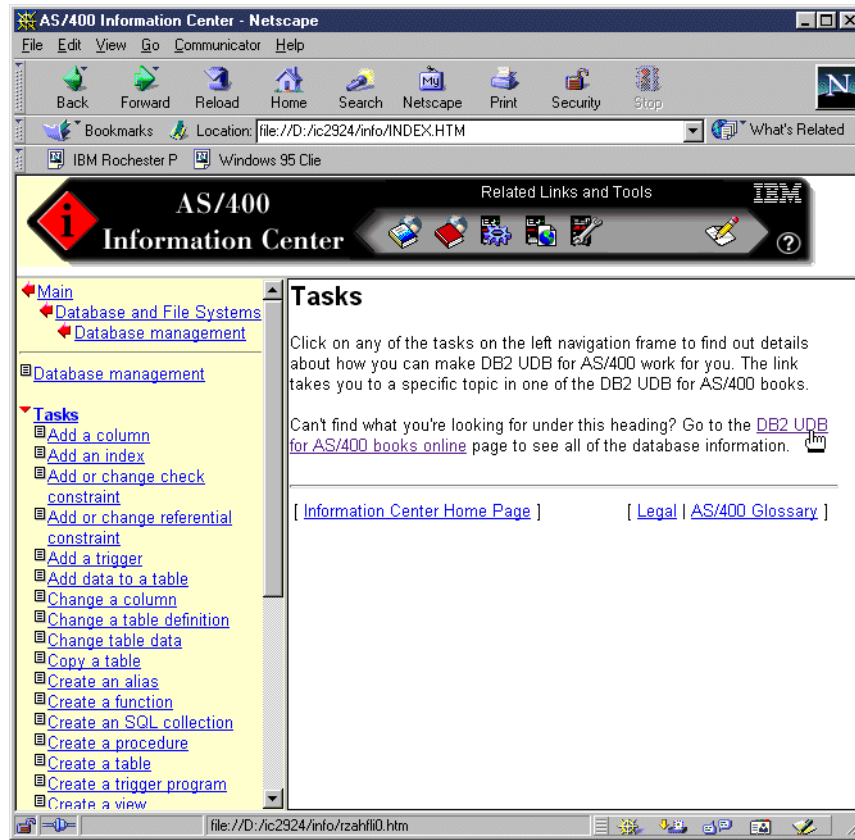 AS/400 Information Center - Netscape
File Edit View Go Communicator Help
Back Forward Reload Home Search Netscape Print Security Stop
My
N
Bookmarks Location: file://D:/ic2924/info/INDEX.HTM What's Related
IBM Rochester P Windows 95 Clie
AS/400
Information Center
i
Related Links and Tools
IBM
?
Main
Database and File Systems
Database management
Database management
Tasks
Add a column
Add an index
Add or change check
constraint
Add or change referential
constraint
Add a trigger
Add data to a table
Change a column
Change a table definition
Change table data
Copy a table
Create an alias
Create a function
Create an SQL collection
Create a procedure
Create a table
Create a trigger program
Create a view
Tasks
Click on any of the tasks on the left navigation frame to find out details
about how you can make DB2 UDB for AS/400 work for you. The link
takes you to a specific topic in one of the DB2 UDB for AS/400 books.
Can't find what you're looking for under this heading? Go to the DB2 UDB
for AS/400 books online page to see all of the database information.
[ Information Center Home Page ] [ Legal | AS/400 Glossary ]
file://D:/ic2924/info/rzahfli0.htm